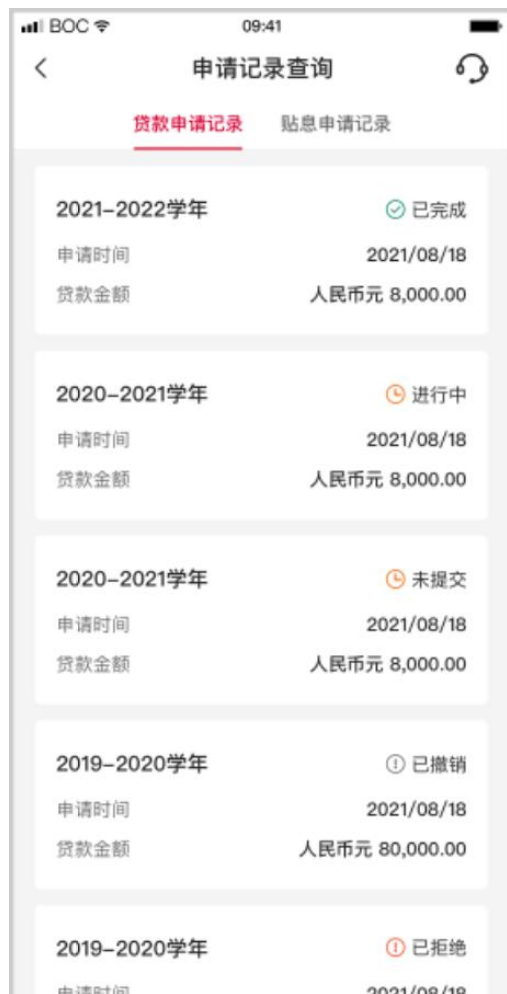 BOC 09:41
申请记录查询
贷款申请记录 贴息申请记录
2021-2022学年 已完成
申请时间 2021/08/18
贷款金额 人民币元 8,000.00
2020-2021学年 进行中
申请时间 2021/08/18
贷款金额 人民币元 8,000.00
2020-2021学年 未提交
申请时间 2021/08/18
贷款金额 人民币元 8,000.00
2019-2020学年 已撤销
申请时间 2021/08/18
贷款金额 人民币元 80,000.00
2019-2020学年 已拒绝
申请时间 2021/08/18